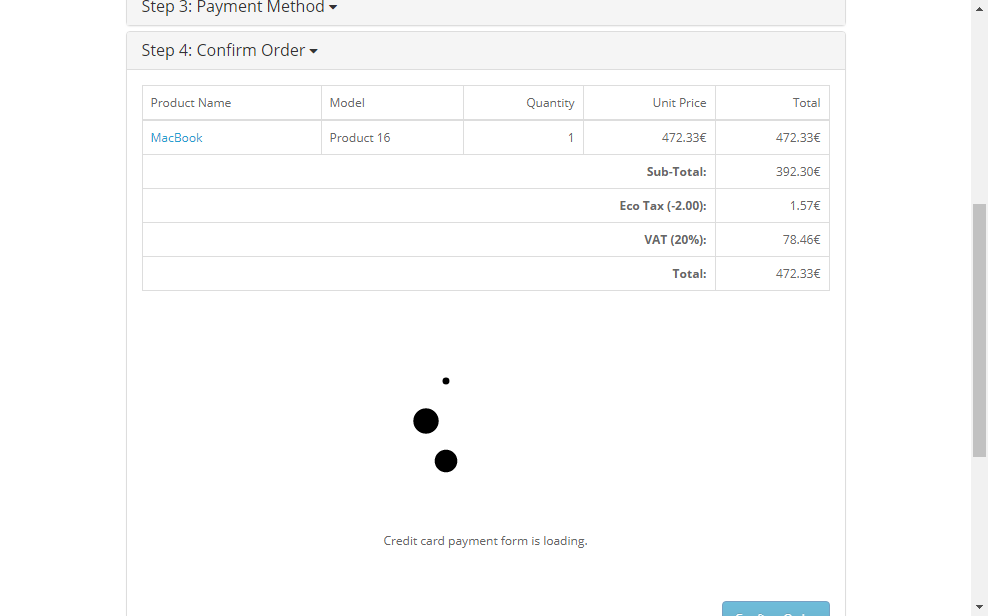 Step 3: Payment Method
Step 4: Confirm Order
Product Name Model Quantity Unit Price Total
MacBook Product 16 1 472.33€ 472.33€
Sub-Total: 392.30€
Eco Tax (-2.00): 1.57€
VAT (20%): 78.46€
Total: 472.33€
Credit card payment form is loading.